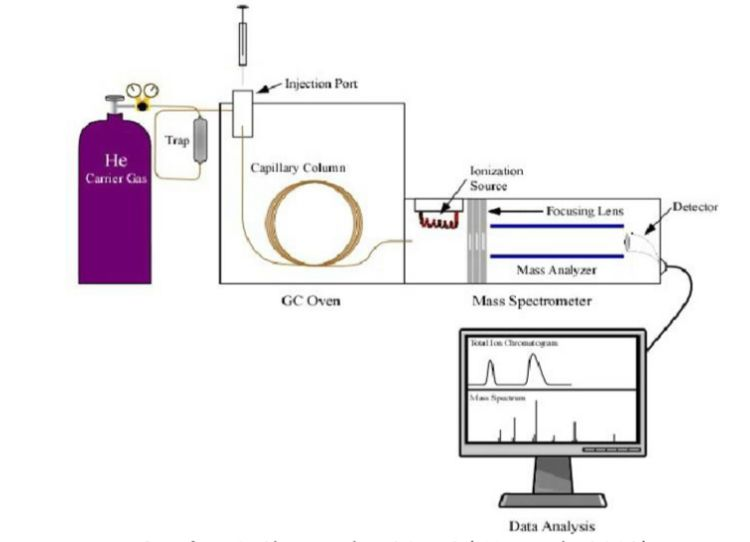 Injection Port
Trap
He
Carrier Gas
Capillary Column
Ionization
Source
Focusing Lens
Detector
Mass Analyzer
GC Oven
Mass Spectrometer
Total Ion Chromatogram
Mass Spectrum
Data Analysis